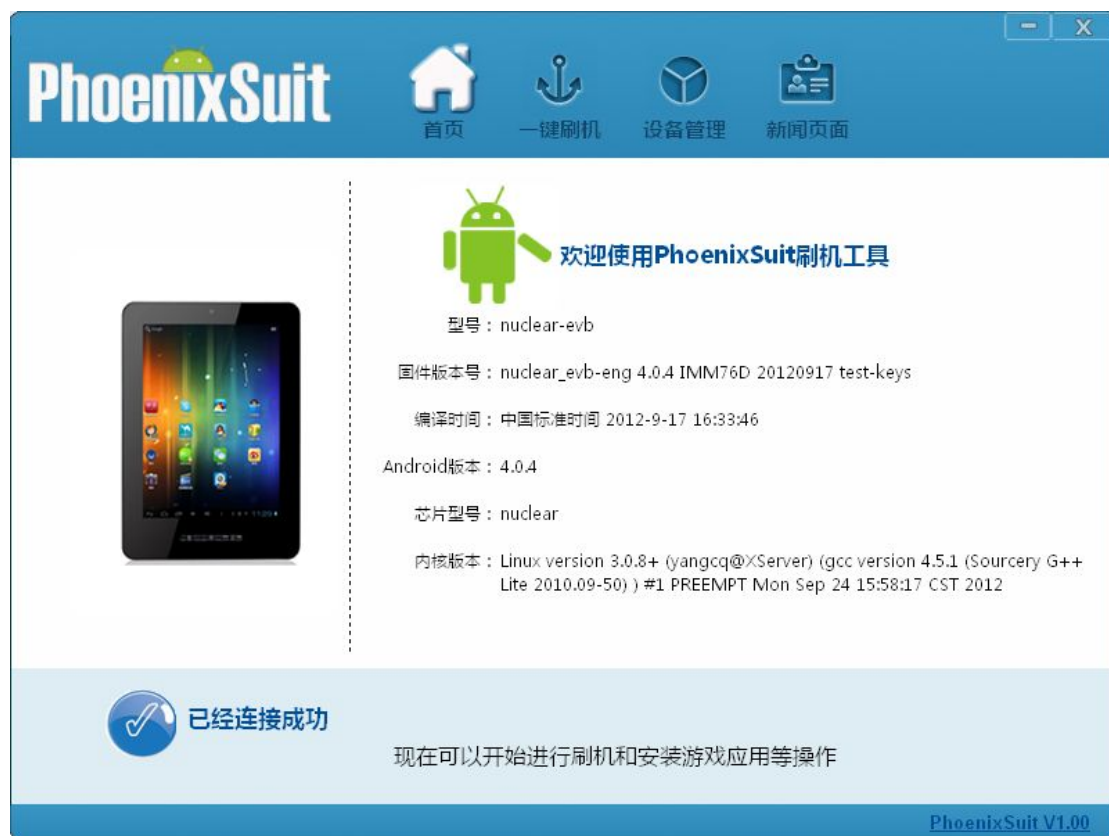 PhoenixSuit
首页
一键刷机
设备管理
新闻页面
欢迎使用PhoenixSuit刷机工具
型号： nuclear-evb
固件版本号： nuclear_evb-eng 4.0.4 IMM76D 20120917 test-keys
编译时间： 中国标准时间 2012-9-17 16:33:46
Android版本： 4.0.4
芯片型号： nuclear
内核版本： Linux version 3.0.8+ (yangcq@XServer) (gcc version 4.5.1 (Sourcery G++
Lite 2010.09-50) ) #1 PREEMPT Mon Sep 24 15:58:17 CST 2012
已经连接成功
现在可以开始进行刷机和安装游戏应用等操作
PhoenixSuit V1.00